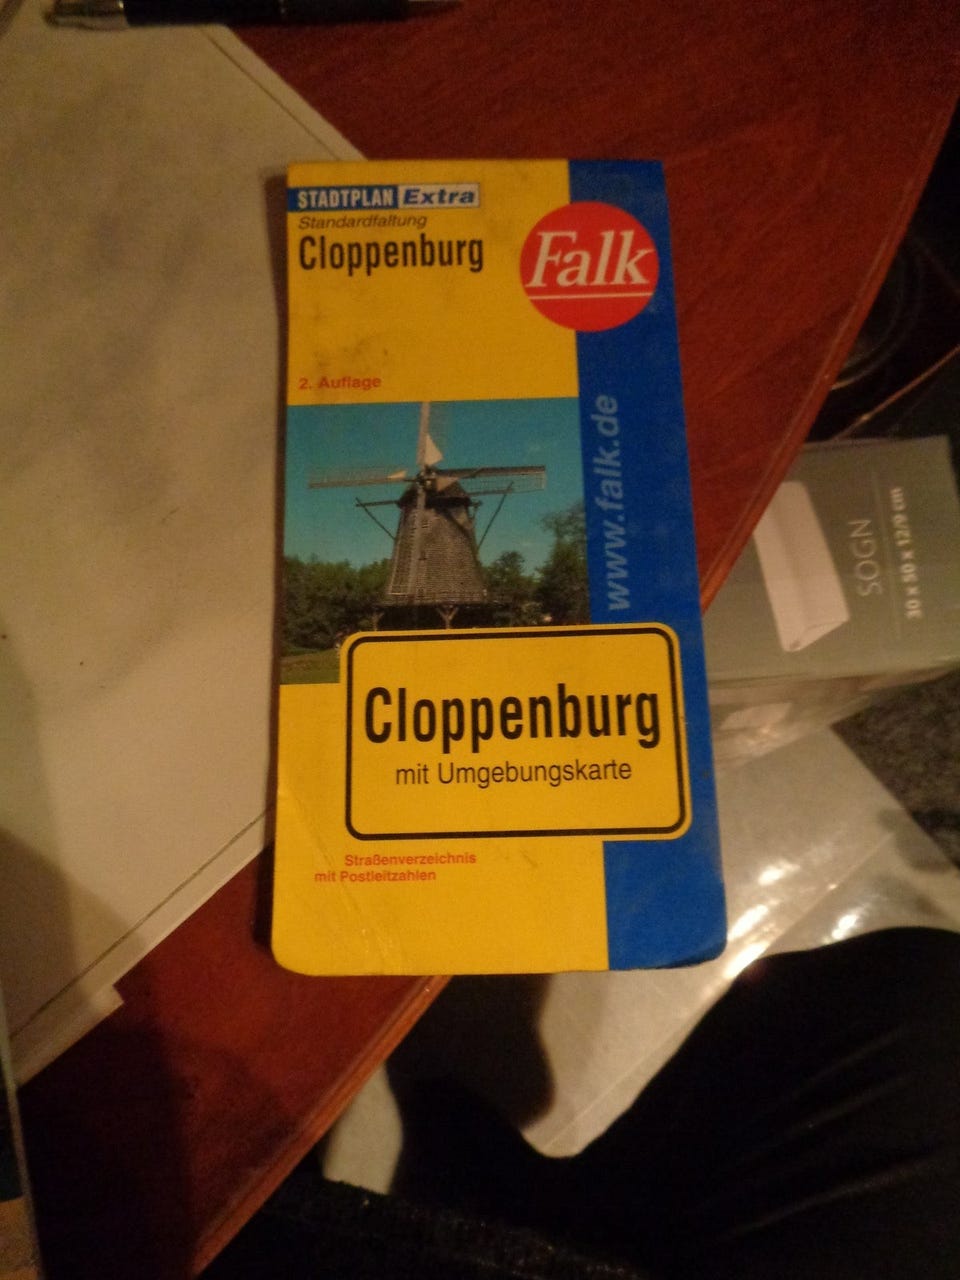 STADTPLAN Extra
Standardfaltung
Cloppenburg
Falk
2. Auflage
www.falk.de
Cloppenburg
mit Umgebungskarte
Straßenverzeichnis
mit Postleitzahlen
SOGN
30 x 50 x 12/9 cm